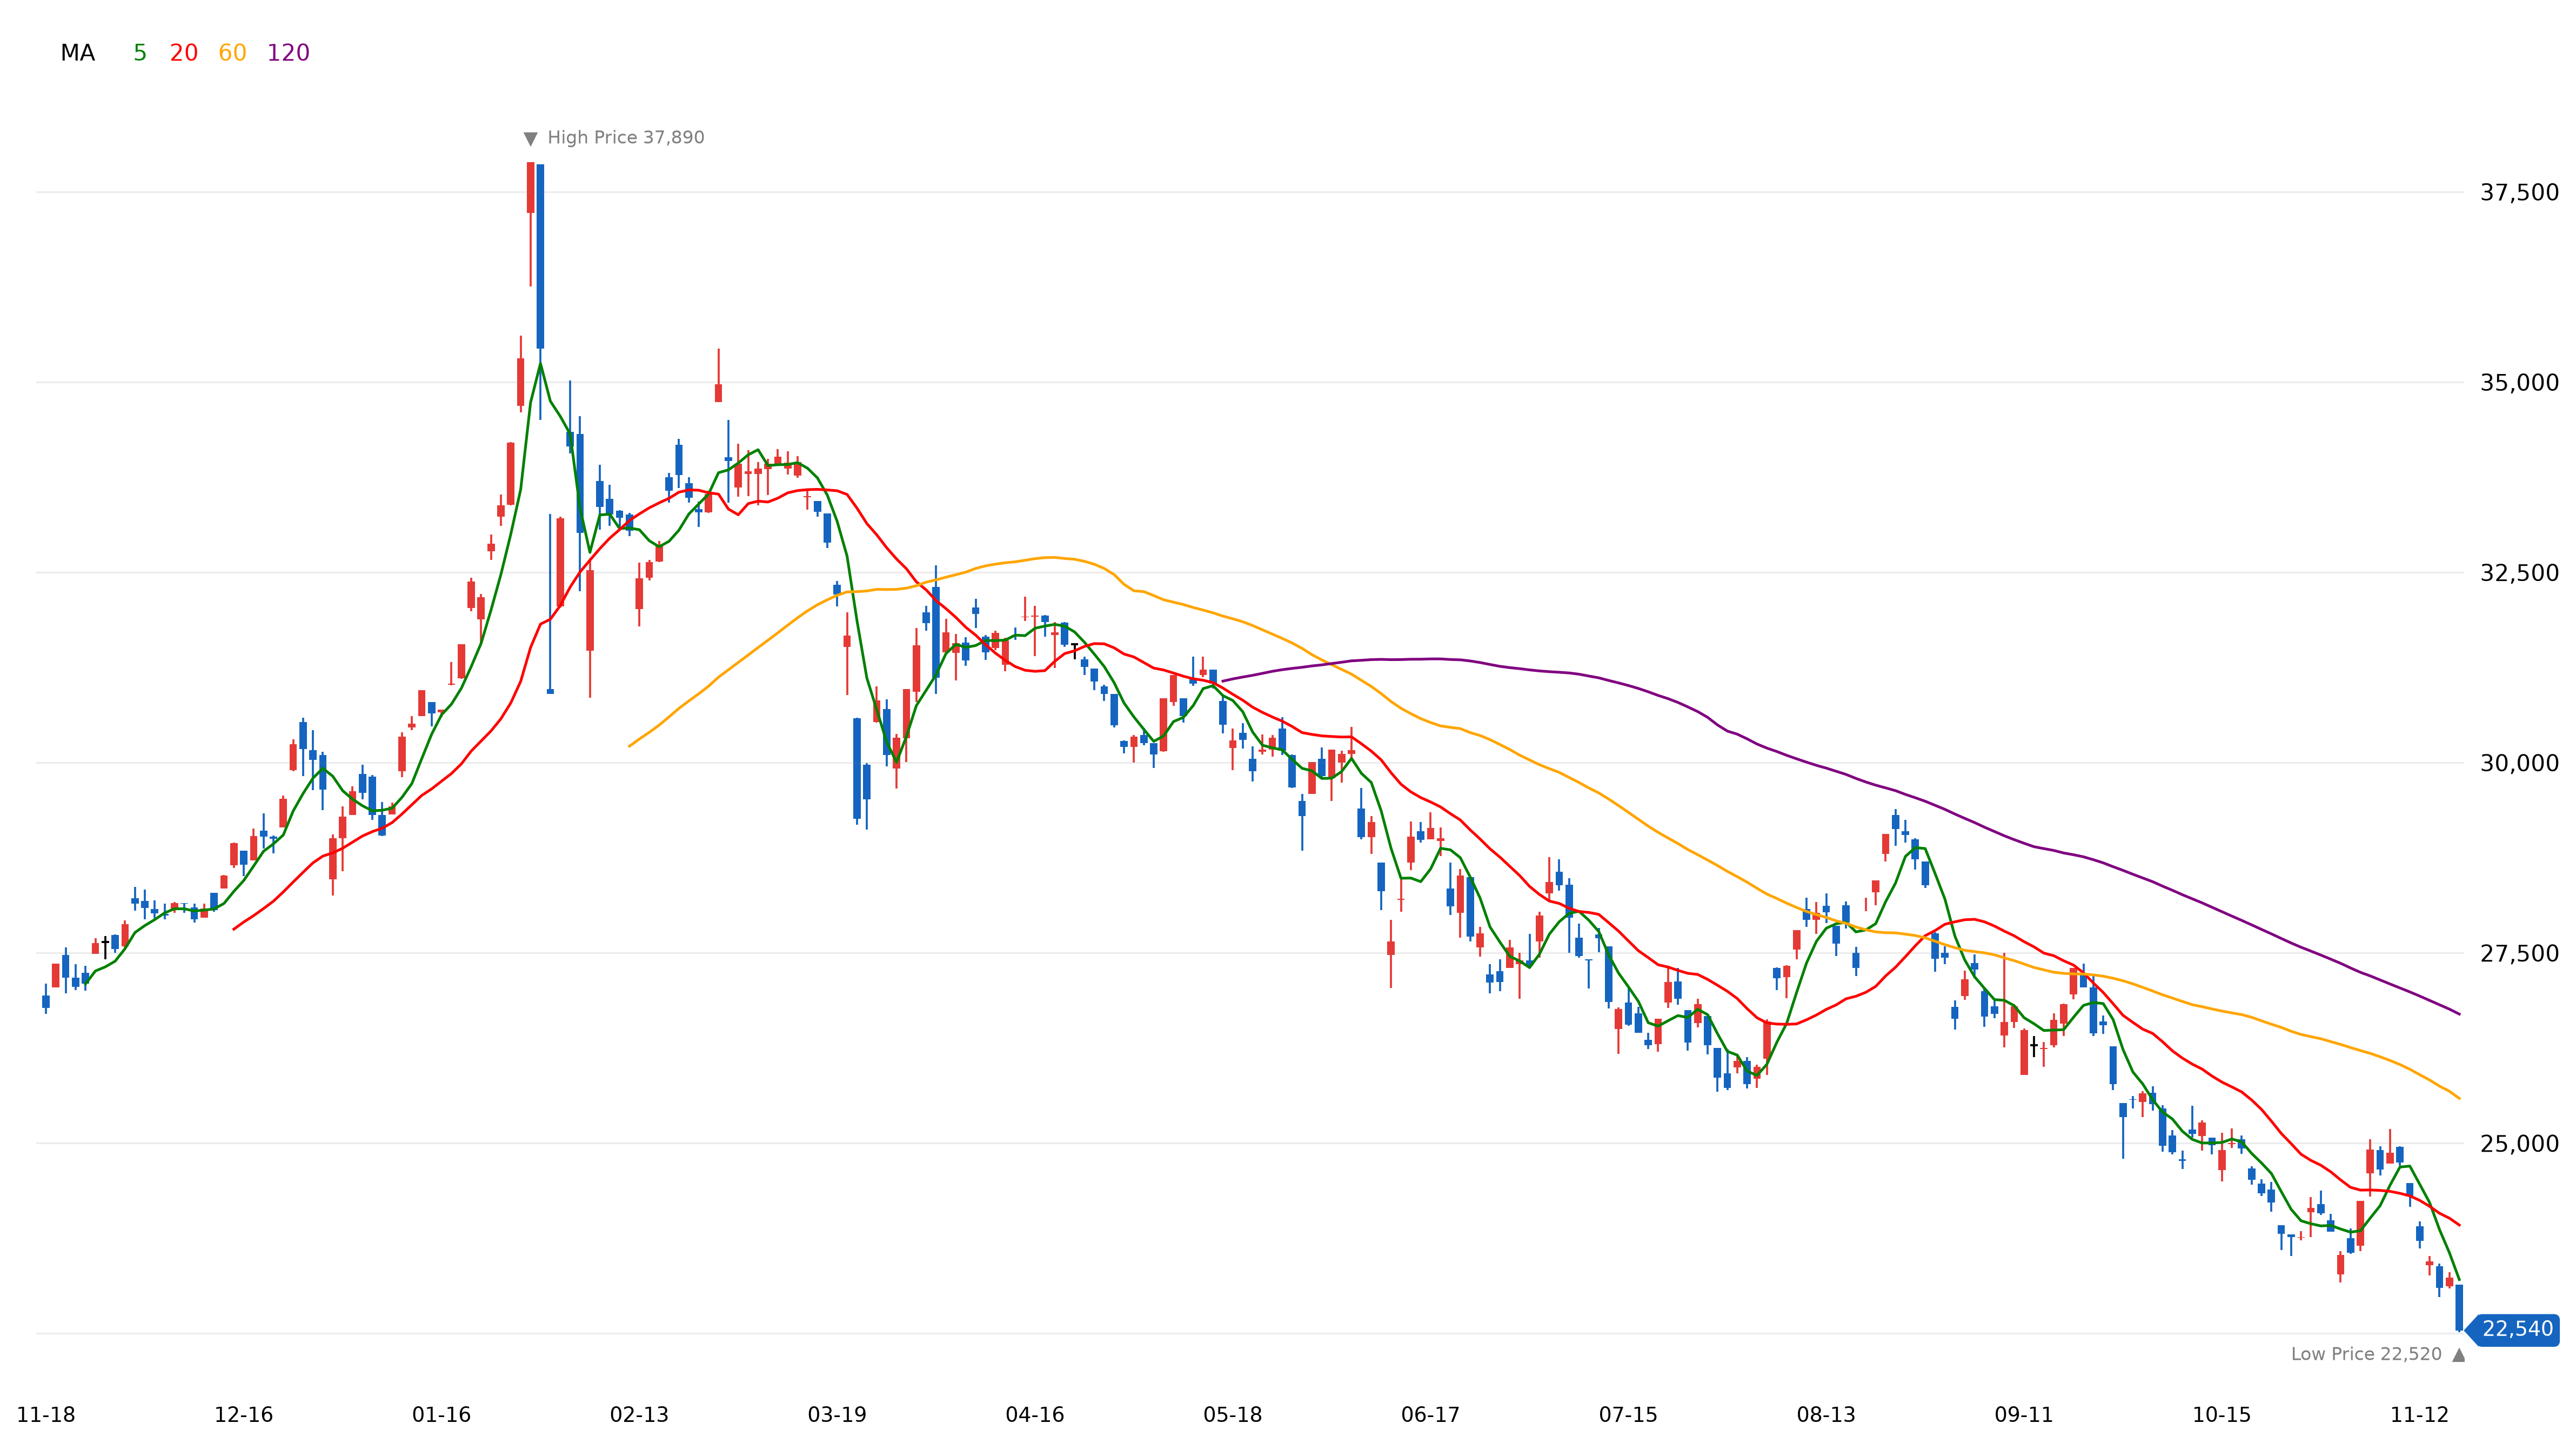 MA 5 20 60 120
▼ High Price 37,890
37,500
35,000
32,500
30,000
27,500
25,000
22,540
Low Price 22,520 ▲
11-18 12-16 01-16 02-13 03-19 04-16 05-18 06-17 07-15 08-13 09-11 10-15 11-12